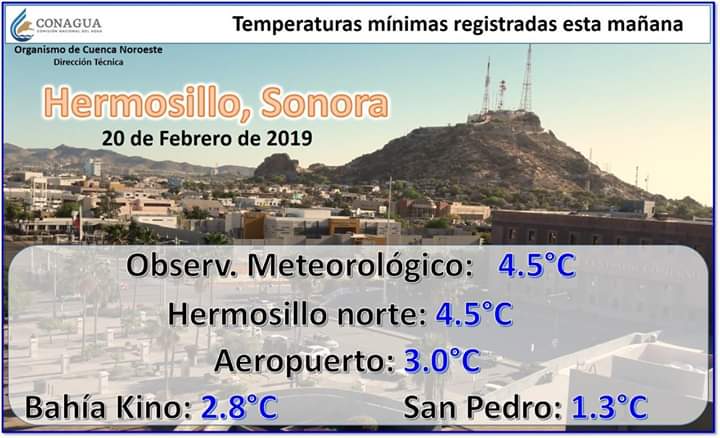 CONAGUA
COMISIÓN NACIONAL DEL AGUA
Temperaturas mínimas registradas esta mañana
Organismo de Cuenca Noroeste
Dirección Técnica
Hermosillo, Sonora
20 de Febrero de 2019
Observ. Meteorológico: 4.5°C
Hermosillo norte: 4.5°C
Aeropuerto: 3.0°C
Bahía Kino: 2.8°C San Pedro: 1.3°C